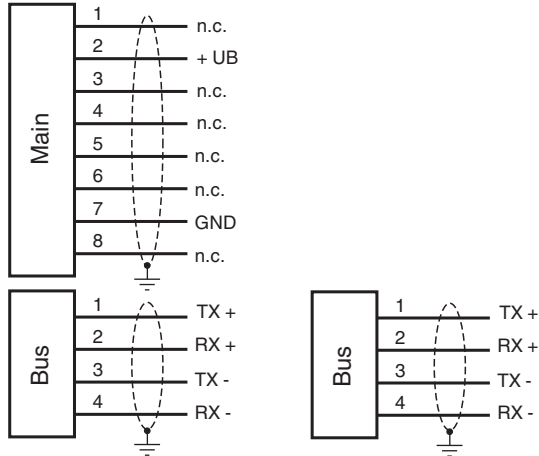 Main
1 n.c.
2 + UB
3 n.c.
4 n.c.
5 n.c.
6 n.c.
7 GND
8 n.c.
Bus
1 TX +
2 RX +
3 TX -
4 RX -
Bus
1 TX +
2 RX +
3 TX -
4 RX -